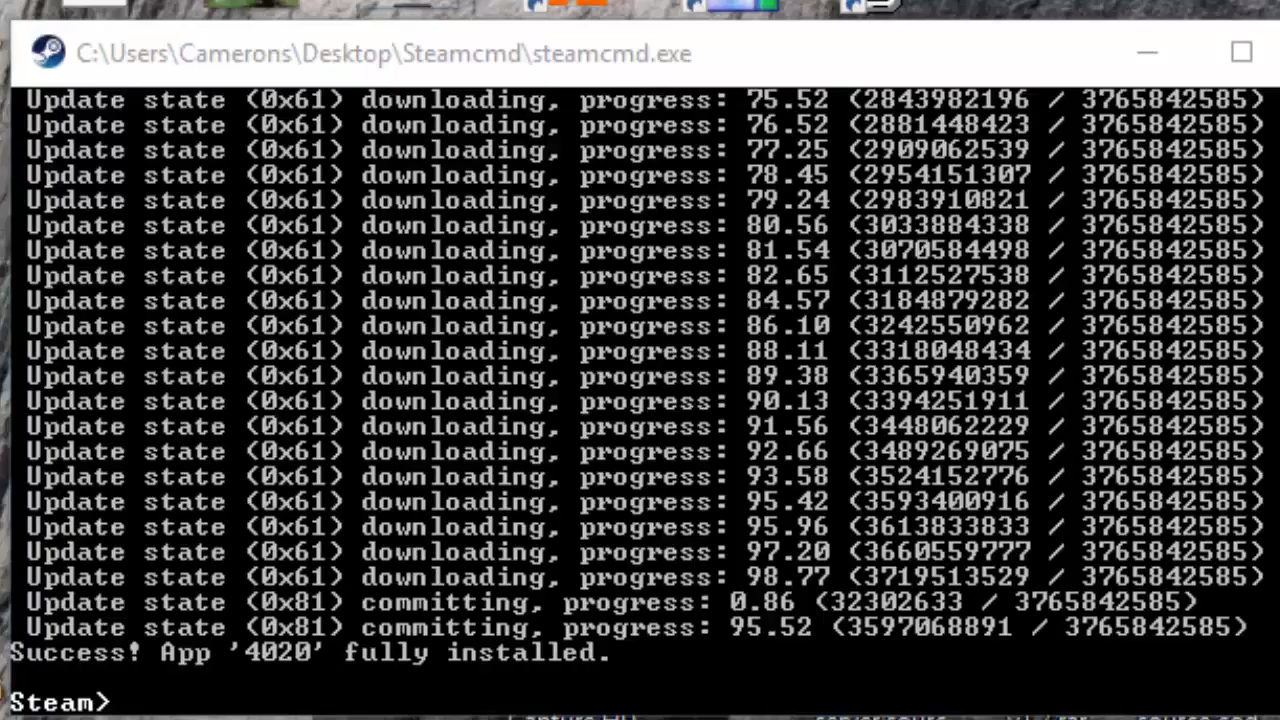 C:\Users\Camerons\Desktop\Steamcmd\steamcmd.exe
Update state (0x61) downloading, progress: 75.52 (2843982196 / 3765842585)
Update state (0x61) downloading, progress: 76.52 (2881448423 / 3765842585)
Update state (0x61) downloading, progress: 77.25 (2909062539 / 3765842585)
Update state (0x61) downloading, progress: 78.45 (2954151307 / 3765842585)
Update state (0x61) downloading, progress: 79.24 (2983910821 / 3765842585)
Update state (0x61) downloading, progress: 80.56 (3033884338 / 3765842585)
Update state (0x61) downloading, progress: 81.54 (3070584498 / 3765842585)
Update state (0x61) downloading, progress: 82.65 (3112527538 / 3765842585)
Update state (0x61) downloading, progress: 84.57 (3184879282 / 3765842585)
Update state (0x61) downloading, progress: 86.10 (3242550962 / 3765842585)
Update state (0x61) downloading, progress: 88.11 (3318048434 / 3765842585)
Update state (0x61) downloading, progress: 89.38 (3365940359 / 3765842585)
Update state (0x61) downloading, progress: 90.13 (3394251911 / 3765842585)
Update state (0x61) downloading, progress: 91.56 (3448062229 / 3765842585)
Update state (0x61) downloading, progress: 92.66 (3489269075 / 3765842585)
Update state (0x61) downloading, progress: 93.58 (3524152776 / 3765842585)
Update state (0x61) downloading, progress: 95.42 (3593400916 / 3765842585)
Update state (0x61) downloading, progress: 95.96 (3613833833 / 3765842585)
Update state (0x61) downloading, progress: 97.20 (3660559777 / 3765842585)
Update state (0x61) downloading, progress: 98.77 (3719513529 / 3765842585)
Update state (0x81) committing, progress: 0.86 (32302633 / 3765842585)
Update state (0x81) committing, progress: 95.52 (3597068891 / 3765842585)
Success! App '4020' fully installed.
Steam>